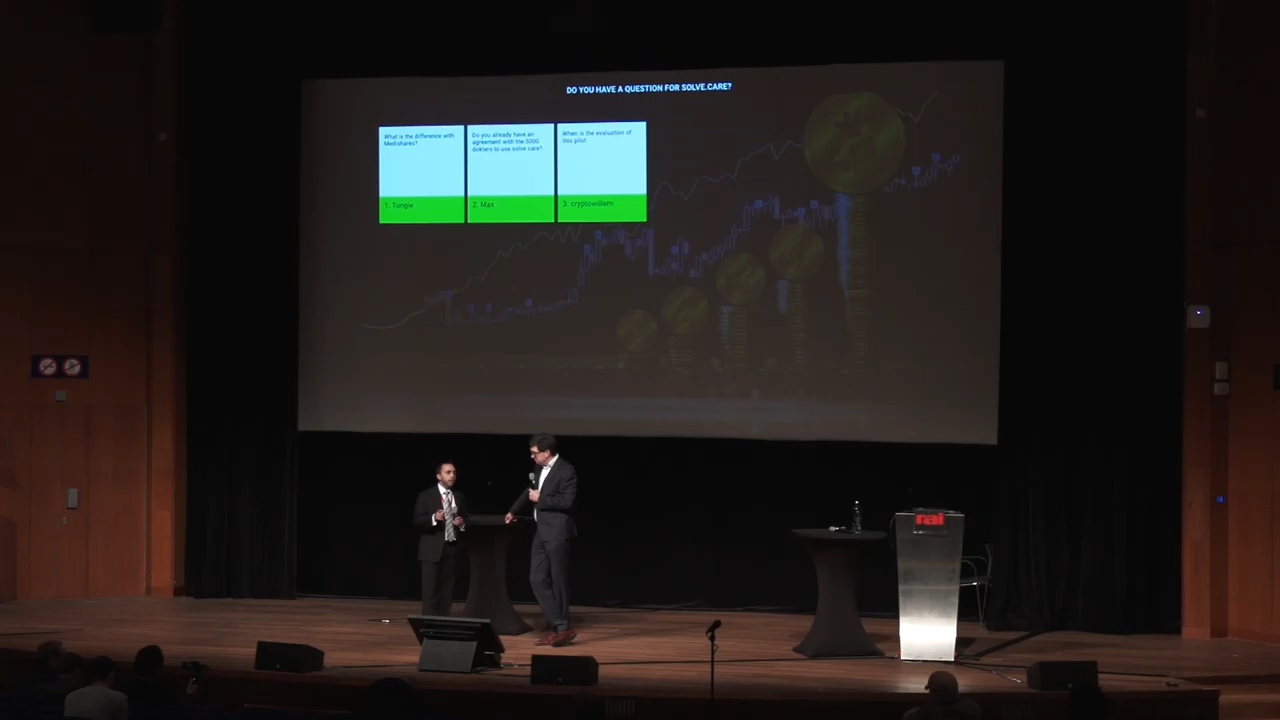 DO YOU HAVE A QUESTION FOR SOLVE.CARE?
What is the difference with
Medishares?
1. Tungle
Do you already have an
agreement with the 5000
dokters to use solve care?
2. Max
When is the evaluation of
this pilot
3. cryptowillem
rai